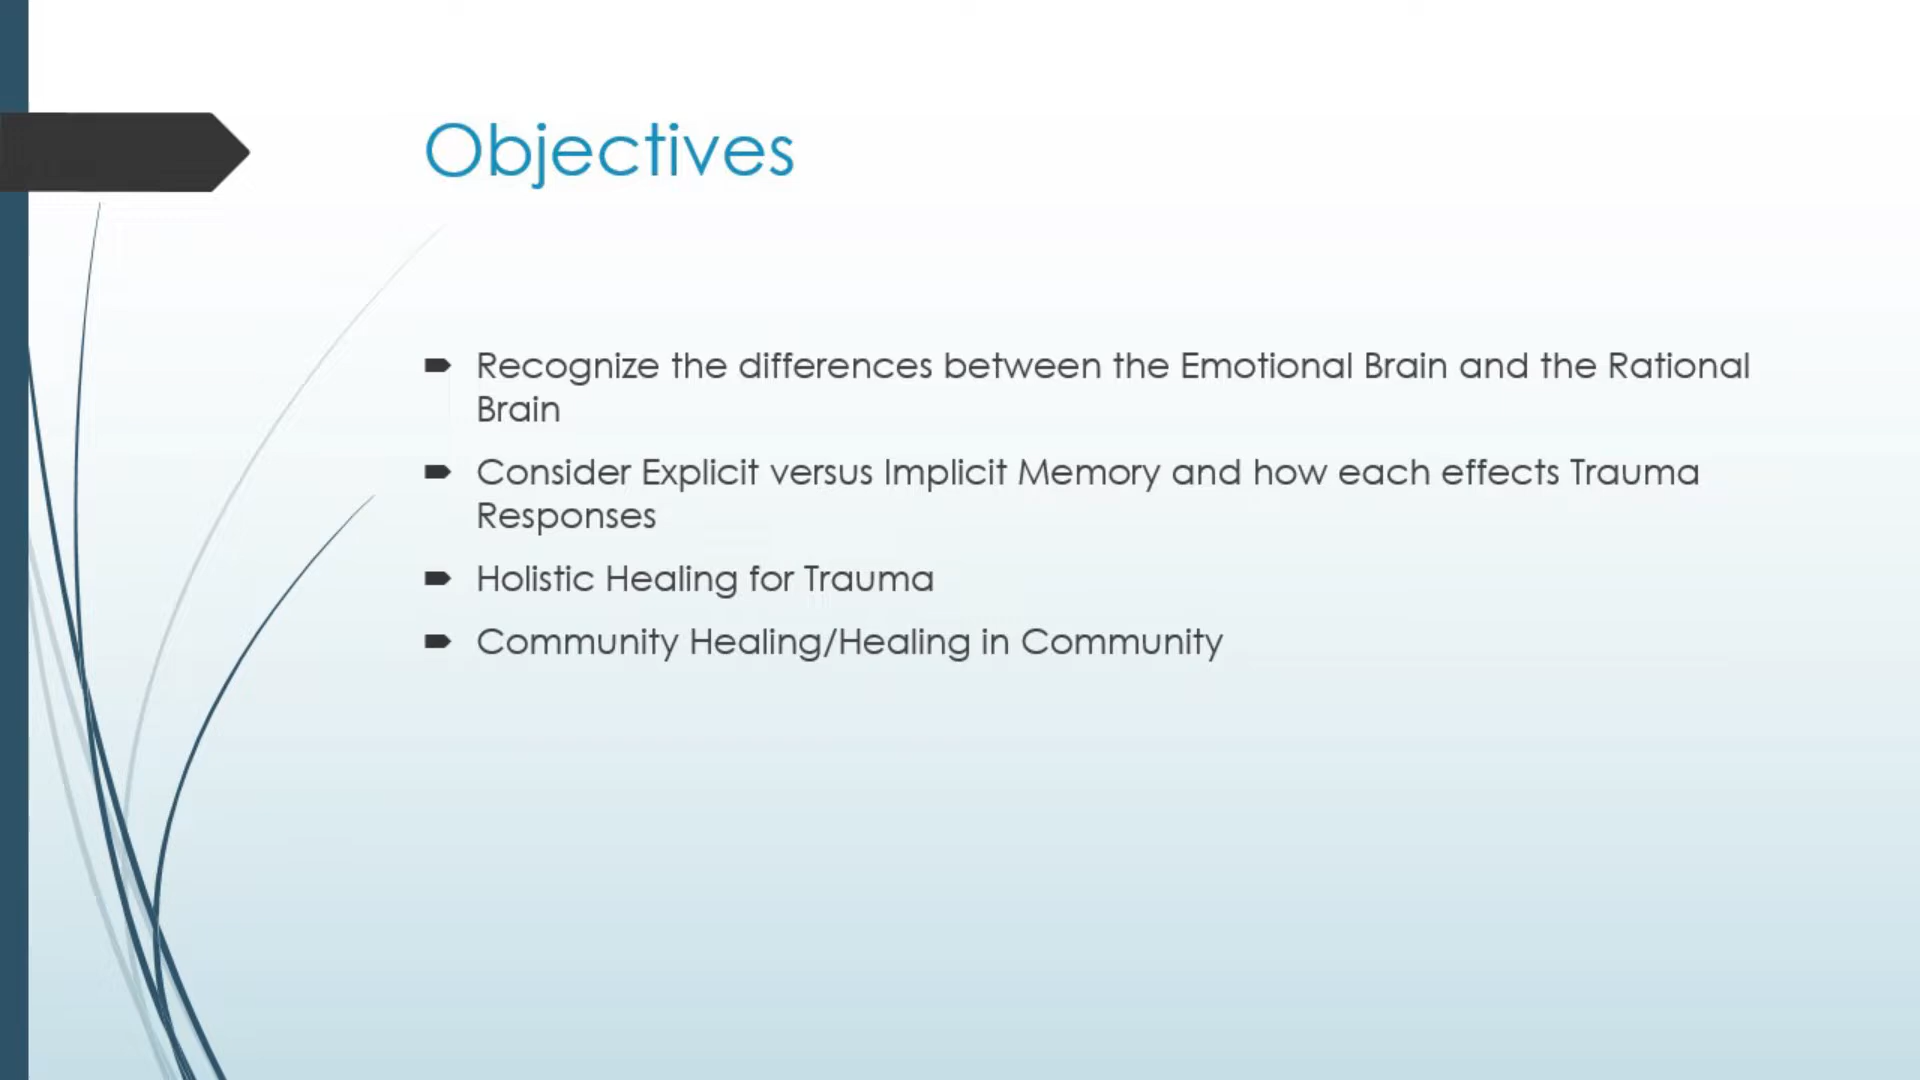 Objectives
Recognize the differences between the Emotional Brain and the Rational
Brain
Consider Explicit versus Implicit Memory and how each effects Trauma
Responses
Holistic Healing for Trauma
Community Healing/Healing in Community